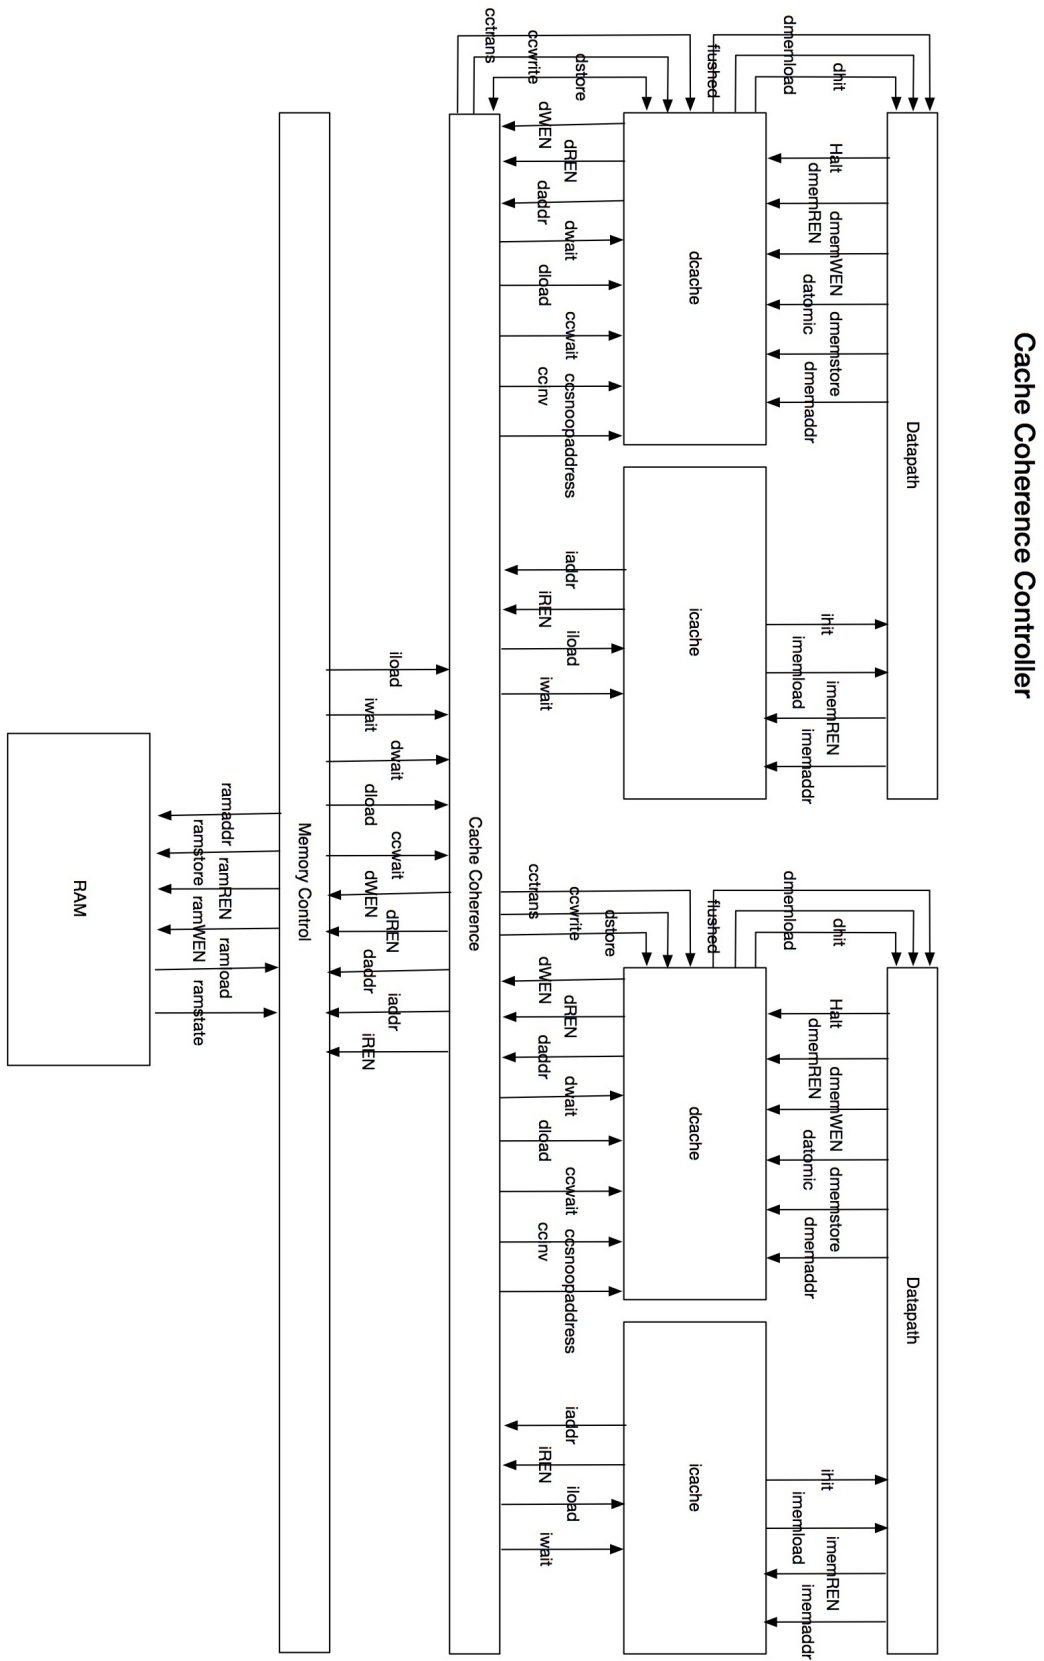 Cache Coherence Controller
Datapath
Datapath
flushed
dmemload
dhit
Halt
dmemREN
dmemWEN
datomic
dmemstore
dmemaddr
ihit
imemload
imemREN
imemaddr
flushed
dmemload
dhit
Halt
dmemREN
dmemWEN
datomic
dmemstore
dmemaddr
ihit
imemload
imemREN
imemaddr
dcache
icache
dcache
icache
cctrans
ccwrite
dstore
dWEN
dREN
daddr
dwait
dload
ccwait
ccinv
ccsnoopaddress
iaddr
iREN
iload
iwait
cctrans
ccwrite
dstore
dWEN
dREN
daddr
dwait
dload
ccwait
ccinv
ccsnoopaddress
iaddr
iREN
iload
iwait
Cache Coherence
iload
iwait
dwait
dload
ccwait
dWEN
dREN
daddr
iaddr
iREN
Memory Control
ramaddr
ramstore
ramREN
ramWEN
ramload
ramstate
RAM